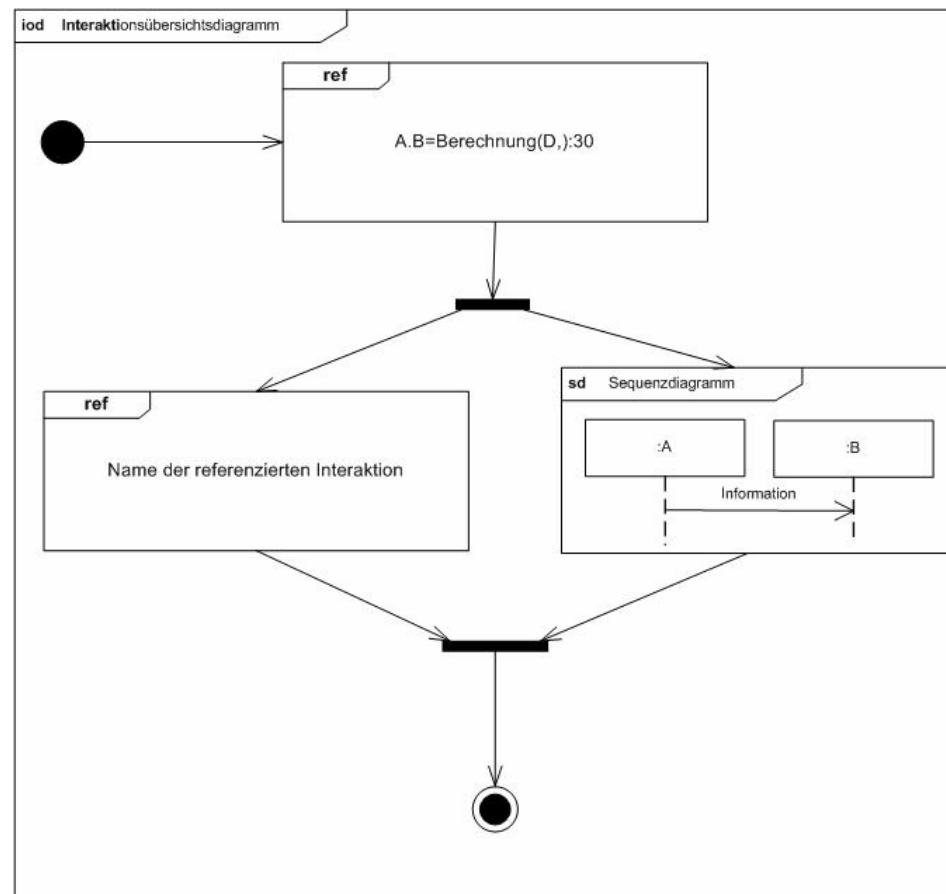 iod Interaktionsübersichtsdiagramm
ref
A.B=Berechnung(D,):30
ref
Name der referenzierten Interaktion
sd Sequenzdiagramm
:A :B
Information